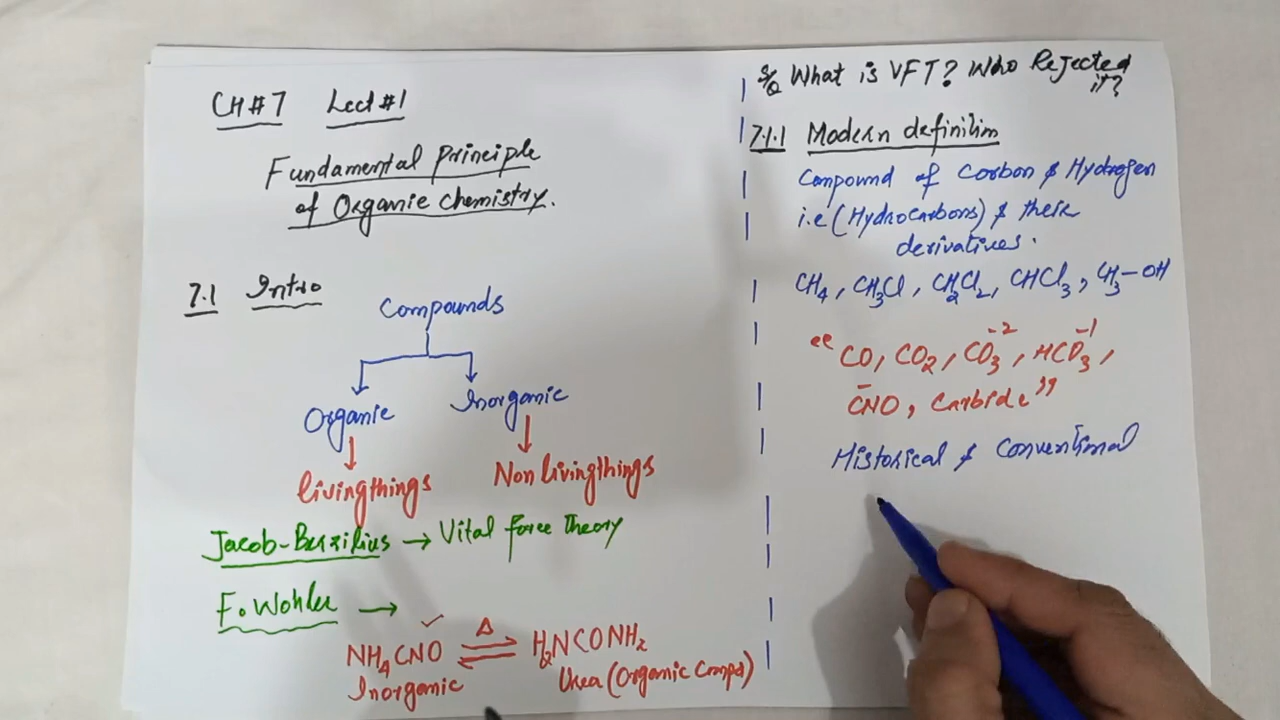 CH#7 Lect#1
Fundamental Principle
of Organic Chemistry.
7.1 Intro
Compounds
Organic Inorganic
livingthings Non livingthings
Jacob-Berzilius → Vital force Theory
F. Wohler →
NH₄CNO ⇌ H₂NCONH₂
Δ
Inorganic Urea (Organic Compd)
S/Q What is VFT? Who Rejected
it?
7.1.1 Modern definition
Compound of Carbon & Hydrogen
i.e (Hydrocarbons) & their
derivatives.
CH₄, CH₃Cl, CH₂Cl₂, CHCl₃, CH₃-OH
"CO, CO₂, CO₃⁻², HCO₃⁻¹,
C̄NO, Carbide"
Historical & Conventional